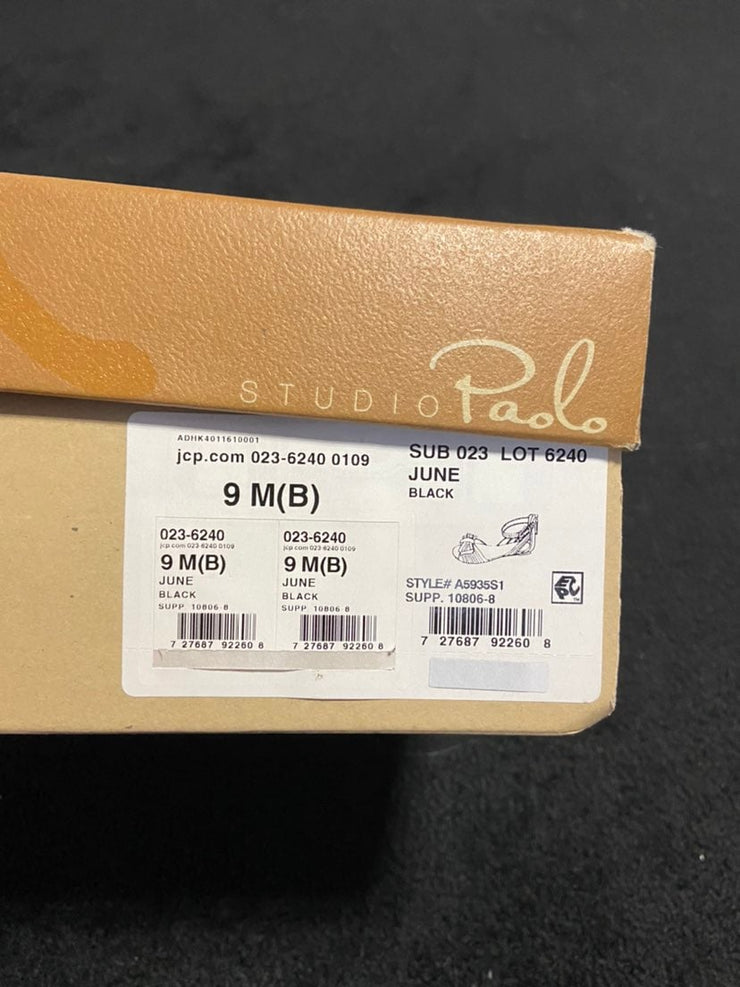 STUDIO Paolo
ADHK4011610001
jcp.com 023-6240 0109
9 M(B)
023-6240
jcp.com 023 6240 0109
9 M(B)
JUNE
BLACK
SUPP 10806-8
7 27687 92260 8
023-6240
jcp.com 023 6240 0109
9 M(B)
JUNE
BLACK
SUPP 10806 8
7 27687 92260 8
SUB 023 LOT 6240
JUNE
BLACK
STYLE# A5935S1
SUPP. 10806-8
EPC
7 27687 92260 8